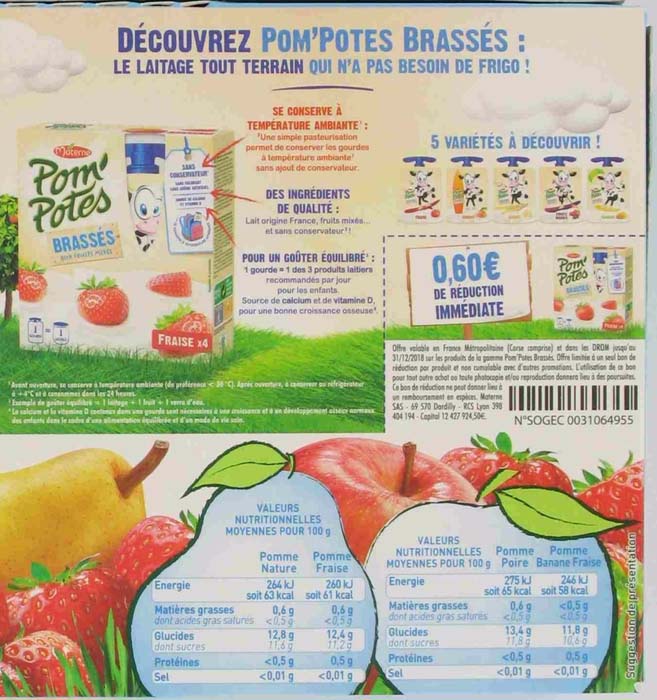 DÉCOUVREZ POM'POTES BRASSÉS :
LE LAITAGE TOUT TERRAIN QUI N'A PAS BESOIN DE FRIGO !
SE CONSERVE À
TEMPÉRATURE AMBIANTE¹ :
¹Une simple pasteurisation
permet de conserver les gourdes
à température ambiante¹
sans ajout de conservateur.
DES INGRÉDIENTS
DE QUALITÉ :
Lait origine France, fruits mixés...
et sans conservateur¹!
POUR UN GOÛTER ÉQUILIBRÉ² :
1 gourde = 1 des 3 produits laitiers
recommandés par jour
pour les enfants.
Source de calcium et de vitamine D,
pour une bonne croissance osseuse³.
Materne
Pom'
Potes
BRASSÉS
AUX FRUITS MIXÉS
SANS
CONSERVATEUR
FRAISE x4
5 VARIÉTÉS À DÉCOUVRIR !
0,60€
DE RÉDUCTION
IMMÉDIATE
Pom'
Potes
BRASSÉS
Offre valable en France Métropolitaine (Corse comprise) et dans les DROM jusqu'au
31/12/2018 sur les produits de la gamme Pom'Potes Brassés. Offre limitée à un seul bon de
réduction par produit et non cumulable avec d'autres promotions. L'utilisation de ce bon
pour tout autre achat ou toute photocopie et/ou reproduction donnera lieu à des poursuites.
Ce bon de réduction ne peut donner lieu à
un remboursement en espèces. Materne
SAS - 69 570 Dardilly - RCS Lyon 398
404 194 - Capital 12 427 924,50€.
N°SOGEC 0031064955
¹Avant ouverture, se conserve à température ambiante (de préférence < 30°C). Après ouverture, à conserver au réfrigérateur
à +4°C et à consommer dans les 24 heures.
²Exemple de goûter équilibré = 1 laitage + 1 fruit + 1 verre d'eau.
³Le calcium et la vitamine D contenus dans une gourde sont nécessaires à une croissance et à un développement osseux normaux
des enfants dans le cadre d'une alimentation équilibrée et d'un mode de vie sain.
VALEURS
NUTRITIONNELLES
MOYENNES POUR 100 g
Pomme Nature Pomme Fraise
Energie 264 kJ 260 kJ
soit 63 kcal soit 61 kcal
Matières grasses 0,6 g 0,6 g
dont acides gras saturés <0,5 g <0,5 g
Glucides 12,8 g 12,4 g
dont sucres 11,6 g 11,2 g
Protéines <0,5 g 0,5 g
Sel <0,01 g <0,01 g
VALEURS
NUTRITIONNELLES
MOYENNES POUR 100 g
Pomme Poire Pomme Banane Fraise
Energie 275 kJ 246 kJ
soit 65 kcal soit 58 kcal
Matières grasses 0,6 g <0,5 g
dont acides gras saturés <0,5 g <0,5 g
Glucides 13,4 g 11,8 g
dont sucres 11,8 g 10,6 g
Protéines <0,5 g <0,5 g
Sel <0,01 g <0,01 g
Suggestion de présentation